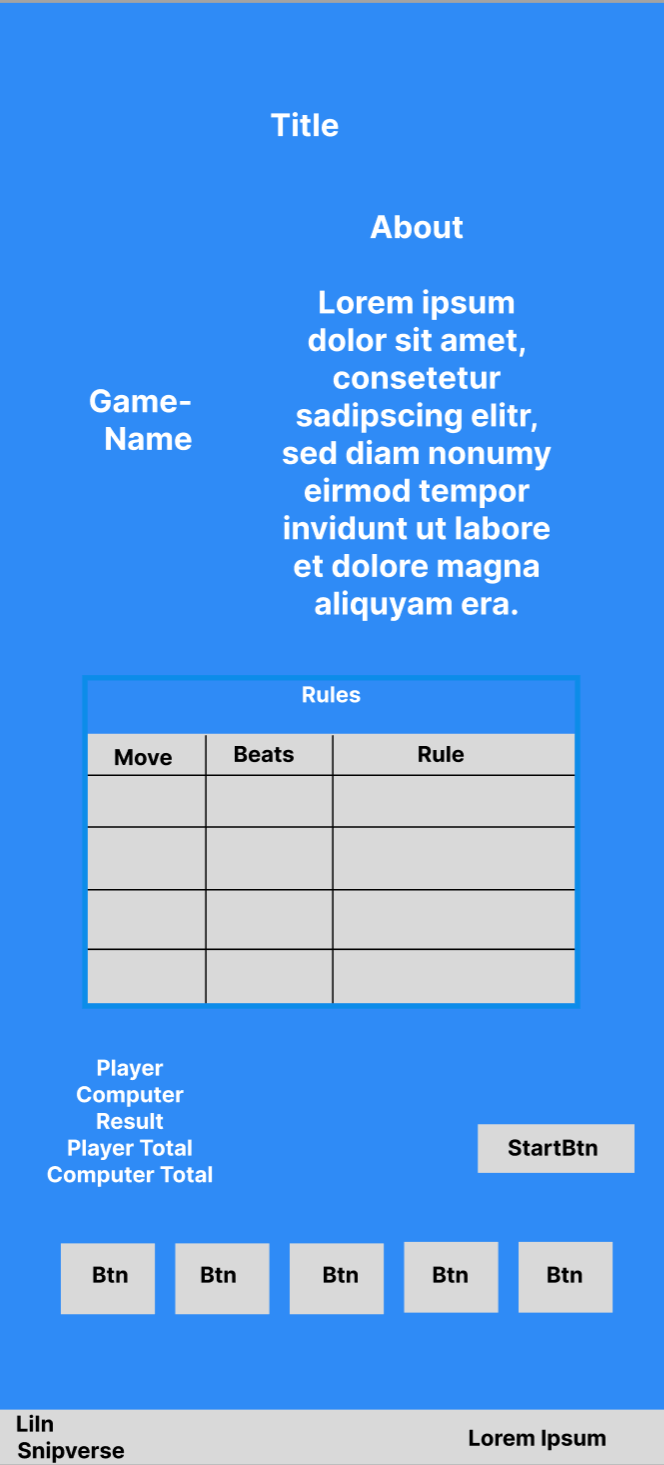 Title
About
Lorem ipsum
dolor sit amet,
consetetur
sadipscing elitr,
sed diam nonumy
eirmod tempor
invidunt ut labore
et dolore magna
aliquyam era.
Game-
Name
Rules
Move Beats Rule
Player
Computer
Result
Player Total
Computer Total
StartBtn
Btn Btn Btn Btn Btn
LiIn
Snipverse
Lorem Ipsum